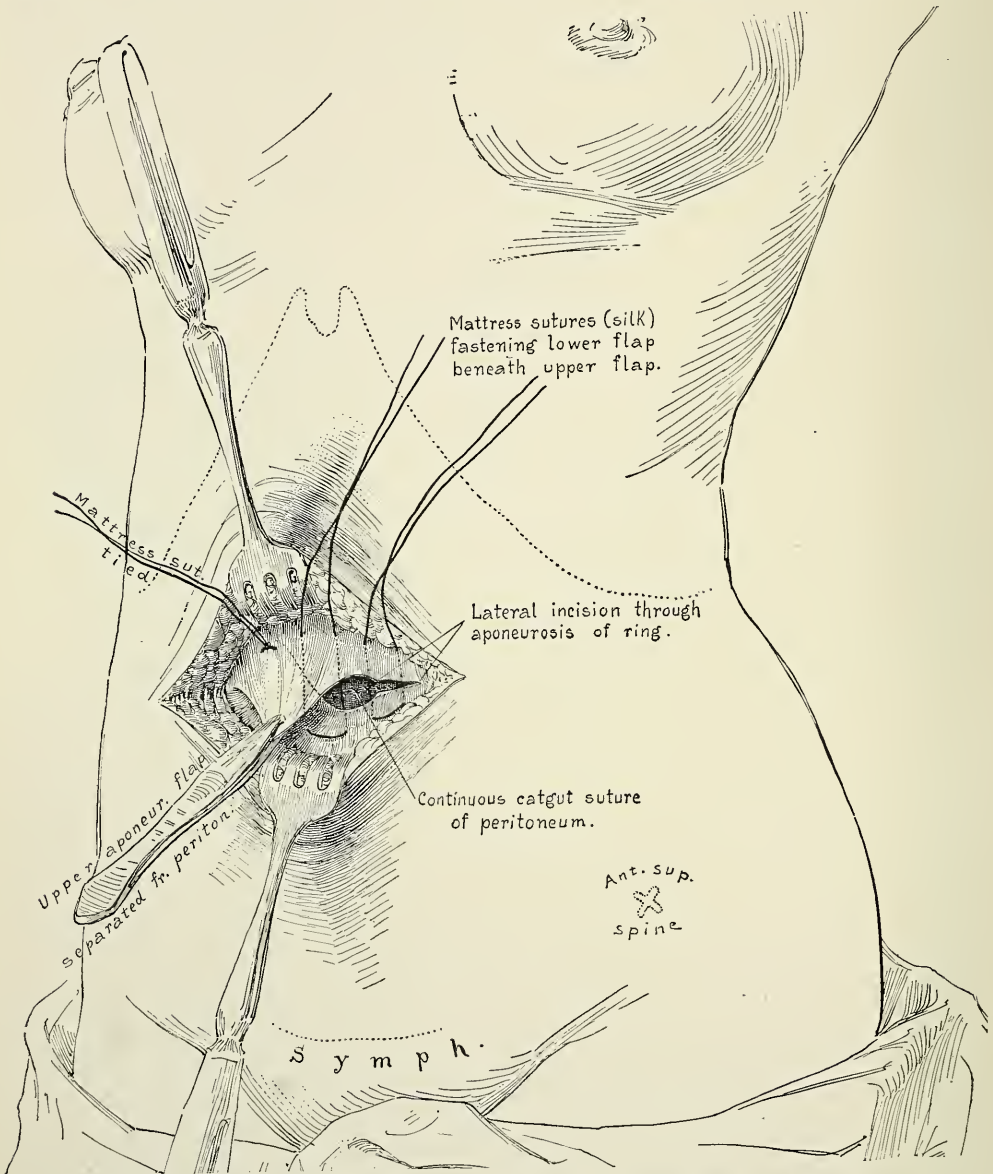 Mattress sutures (silk)
fastening lower flap
beneath upper flap.
Mattress sut.
tied.
Lateral incision through
aponeurosis of ring.
Upper aponeur. flap
separated fr. periton.
Continuous catgut suture
of peritoneum.
Ant. sup.
spine
Symph.